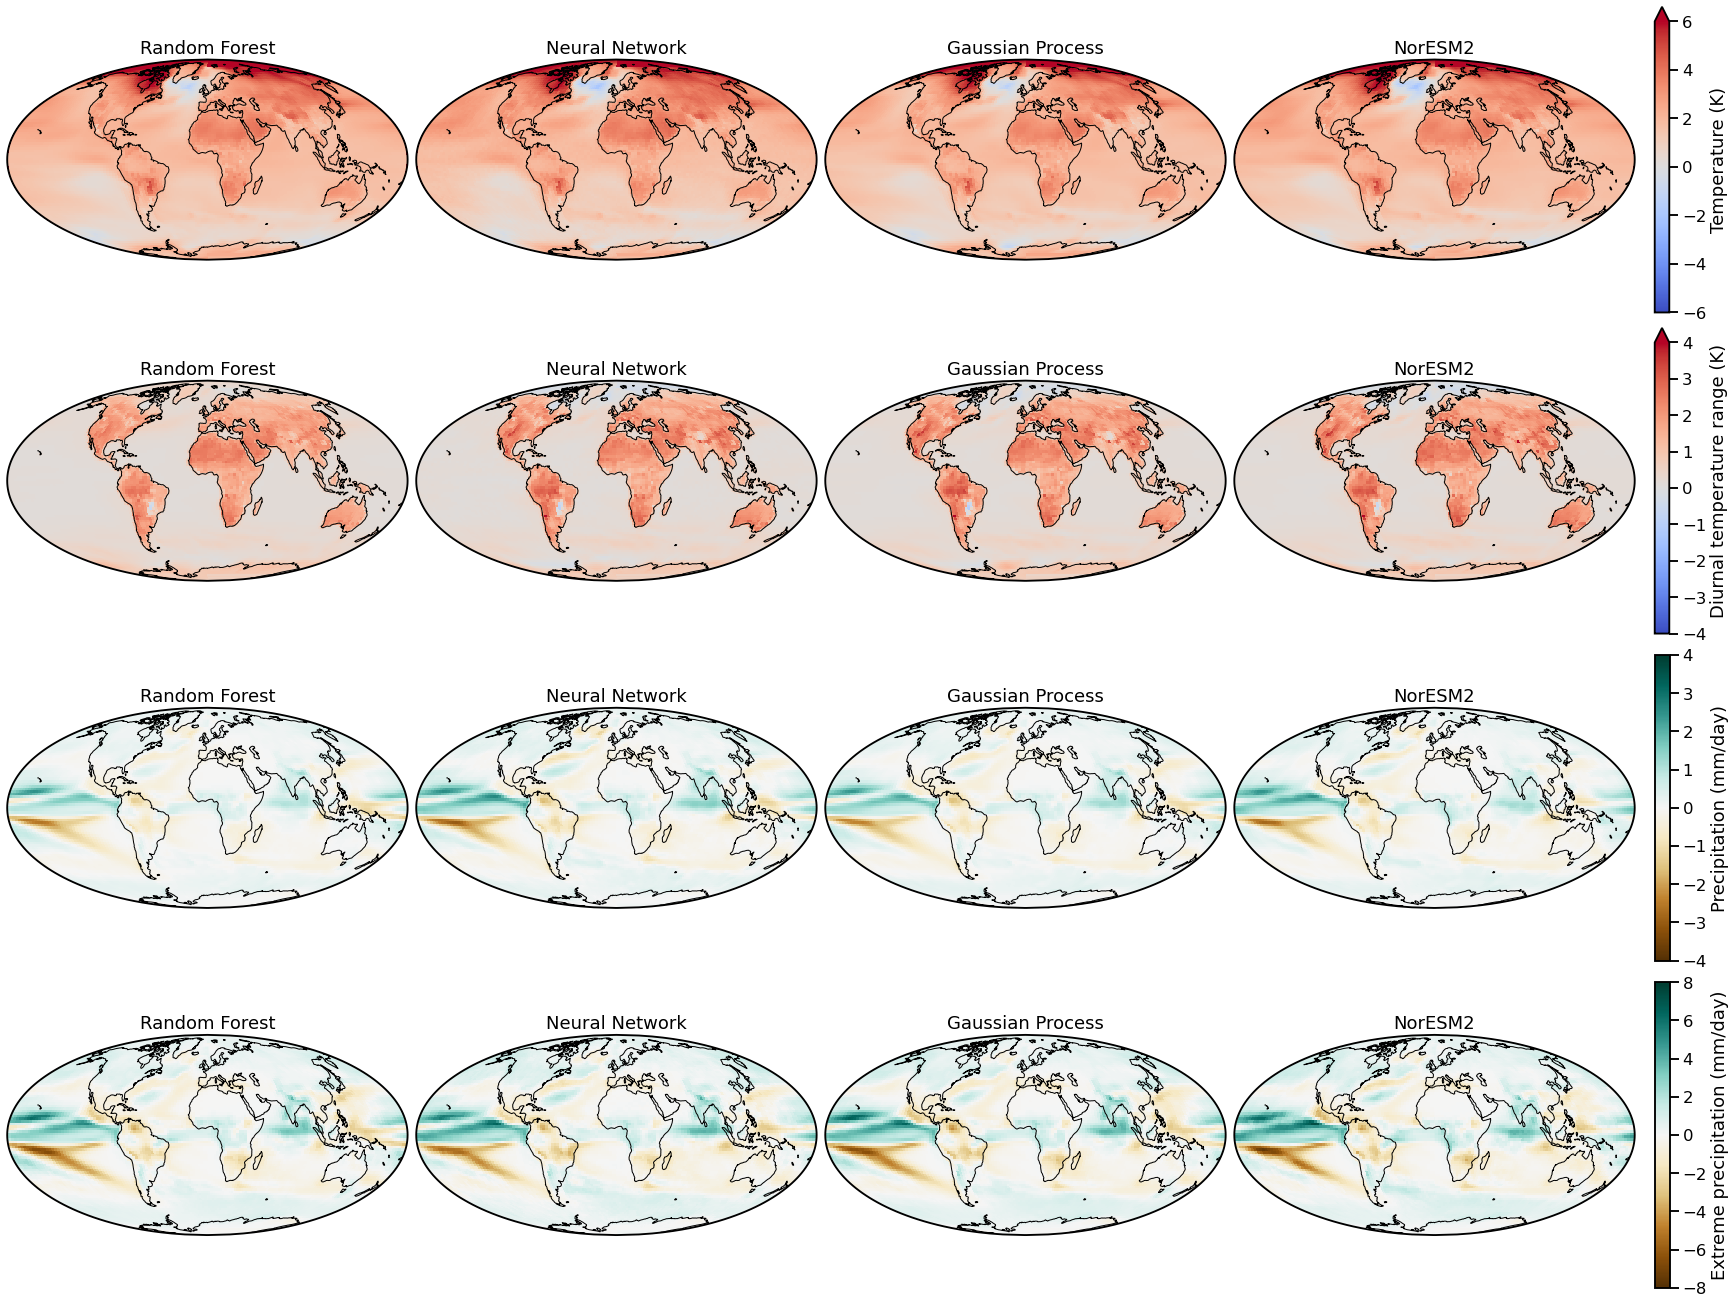 Random Forest
Neural Network
Gaussian Process
NorESM2
6
4
2
0
−2
−4
−6
Temperature (K)
Random Forest
Neural Network
Gaussian Process
NorESM2
4
3
2
1
0
−1
−2
−3
−4
Diurnal temperature range (K)
Random Forest
Neural Network
Gaussian Process
NorESM2
4
3
2
1
0
−1
−2
−3
−4
Precipitation (mm/day)
Random Forest
Neural Network
Gaussian Process
NorESM2
8
6
4
2
0
−2
−4
−6
−8
Extreme precipitation (mm/day)